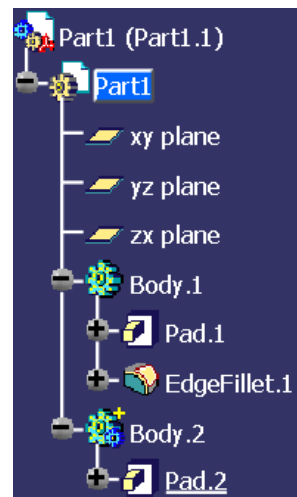 Part1 (Part1.1)
Part1
xy plane
yz plane
zx plane
Body.1
Pad.1
EdgeFillet.1
Body.2
Pad.2